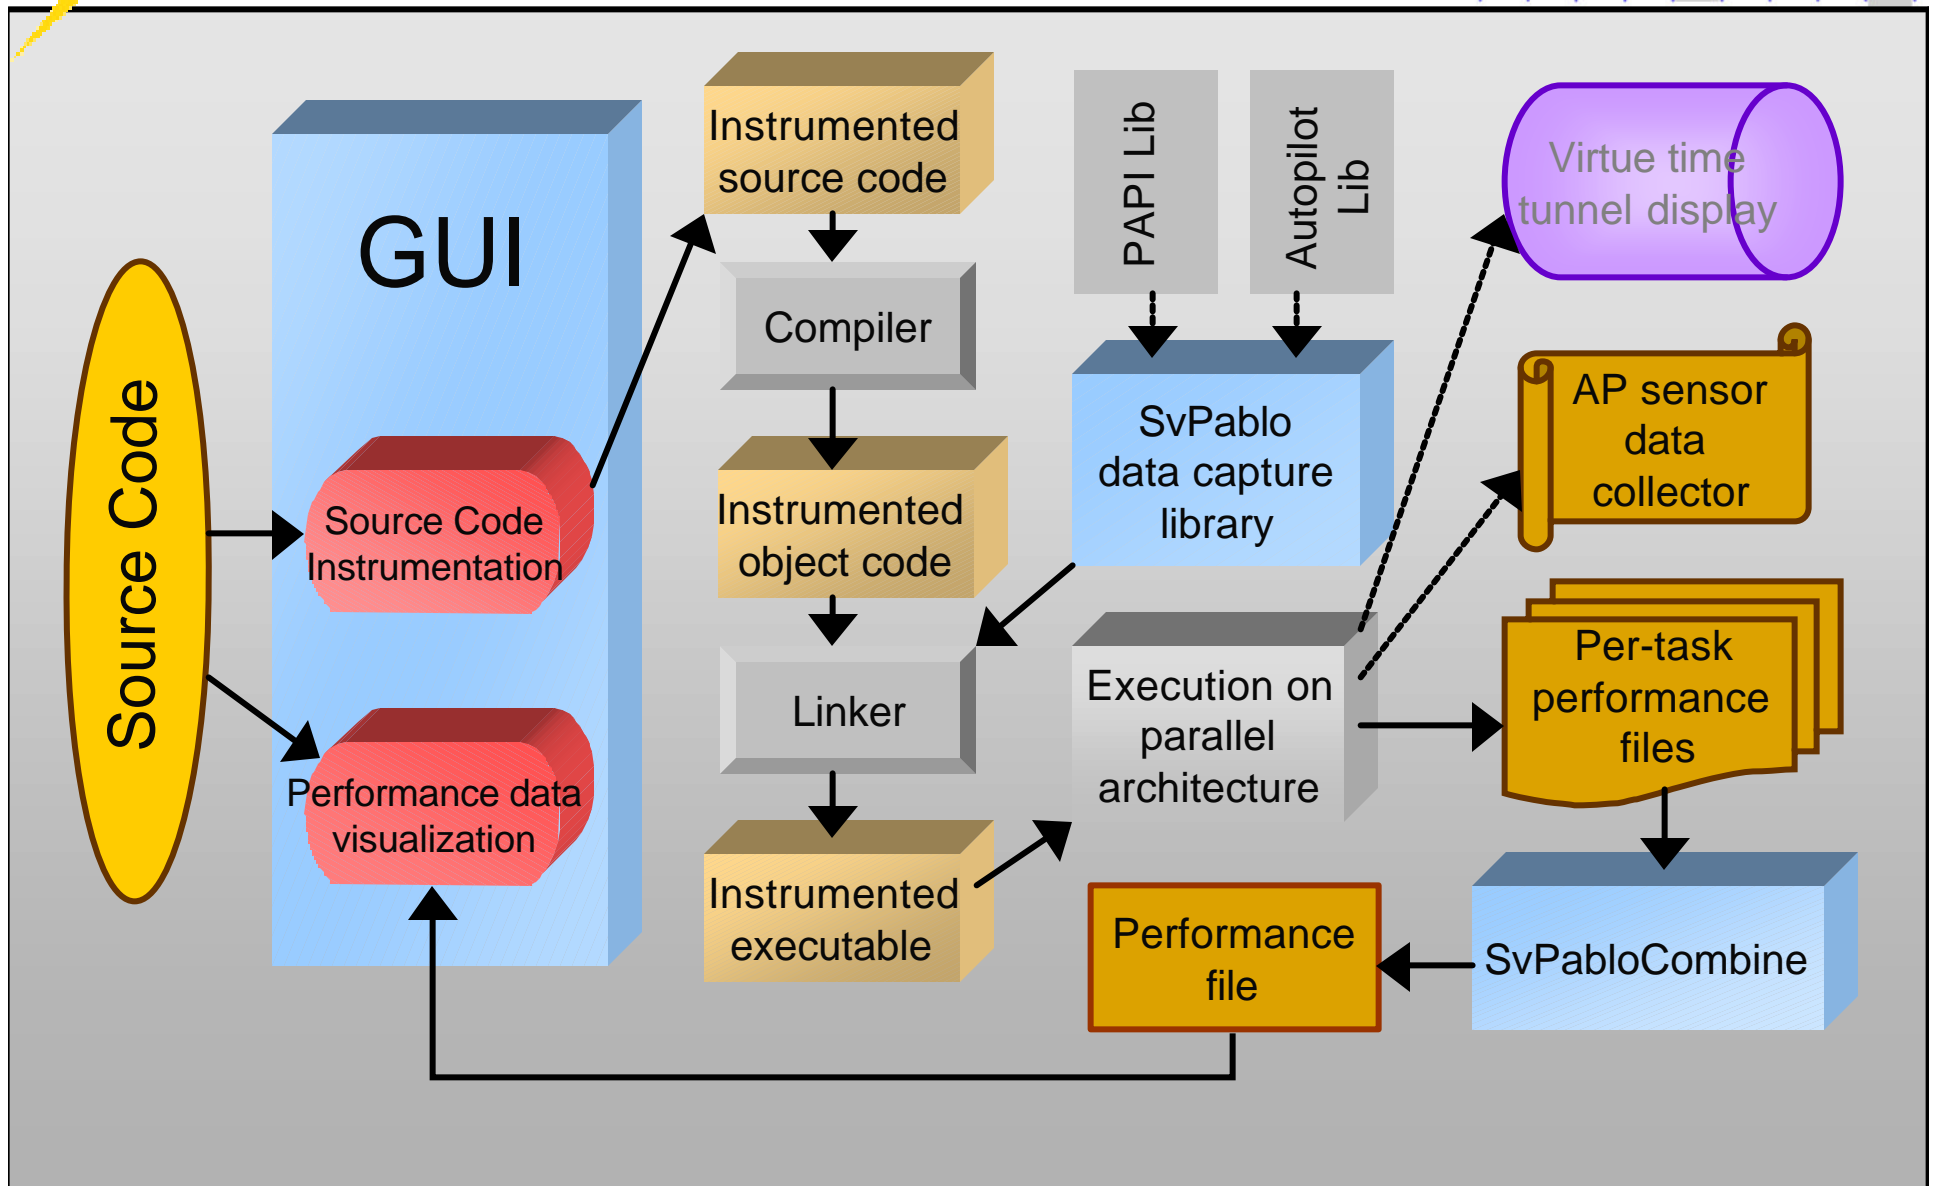 Source Code
GUI
Source Code
Instrumentation
Performance data
visualization
Instrumented
source code
Compiler
Instrumented
object code
Linker
Instrumented
executable
PAPI Lib
Autopilot
Lib
SvPablo
data capture
library
Execution on
parallel
architecture
Performance
file
Virtue time
tunnel display
AP sensor
data
collector
Per-task
performance
files
SvPabloCombine